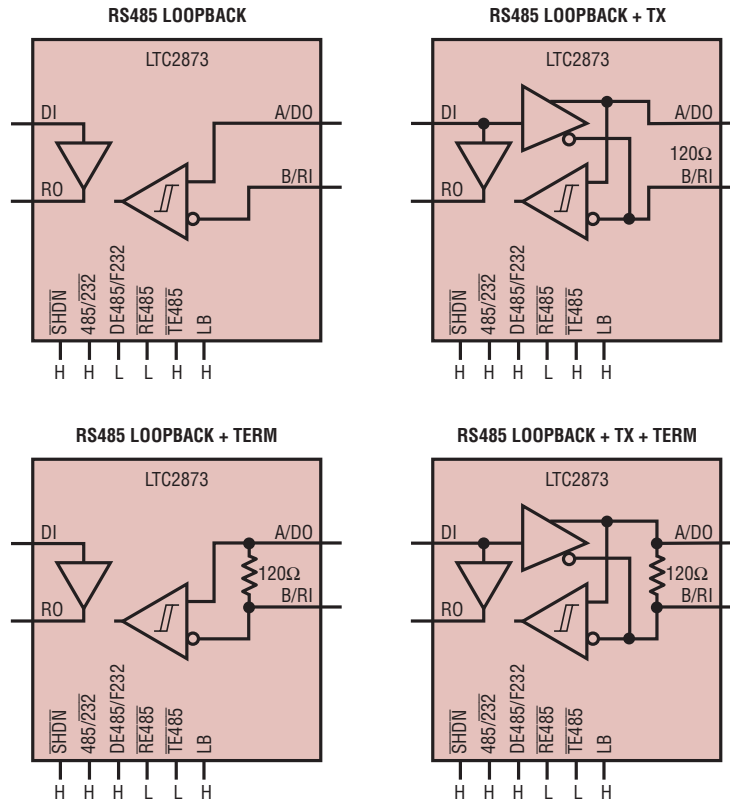 RS485 LOOPBACK
LTC2873
DI
A/DO
RO
B/RI
SHDN
485/232
DE485/F232
RE485
TE485
LB
H H L L H H
RS485 LOOPBACK + TX
LTC2873
DI
A/DO
120Ω
RO
B/RI
SHDN
485/232
DE485/F232
RE485
TE485
LB
H H H L H H
RS485 LOOPBACK + TERM
LTC2873
DI
A/DO
120Ω
RO
B/RI
SHDN
485/232
DE485/F232
RE485
TE485
LB
H H H L L H
RS485 LOOPBACK + TX + TERM
LTC2873
DI
A/DO
120Ω
RO
B/RI
SHDN
485/232
DE485/F232
RE485
TE485
LB
H H H L L H